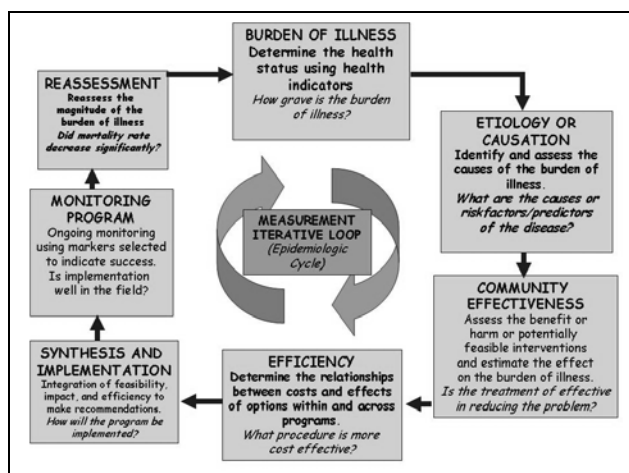 BURDEN OF ILLNESS
Determine the health
status using health
indicators
How grave is the burden
of illness?
ETIOLOGY OR
CAUSATION
Identify and assess the
causes of the burden of
illness.
What are the causes or
riskfactors/predictors
of the disease?
COMMUNITY
EFFECTIVENESS
Assess the benefit or
harm or potentially
feasible interventions
and estimate the effect
on the burden of illness.
Is the treatment of effective
in reducing the problem?
EFFICIENCY
Determine the relationships
between costs and effects
of options within and across
programs.
What procedure is more
cost effective?
SYNTHESIS AND
IMPLEMENTATION
Integration of feasibility,
impact, and efficiency to
make recommendations.
How will the program be
implemented?
MONITORING
PROGRAM
Ongoing monitoring
using markers selected
to indicate success.
Is implementation
well in the field?
REASSESSMENT
Reassess the
magnitude of the
burden of illness
Did mortality rate
decrease significantly?
MEASUREMENT
ITERATIVE LOOP
(Epidemiologic
Cycle)